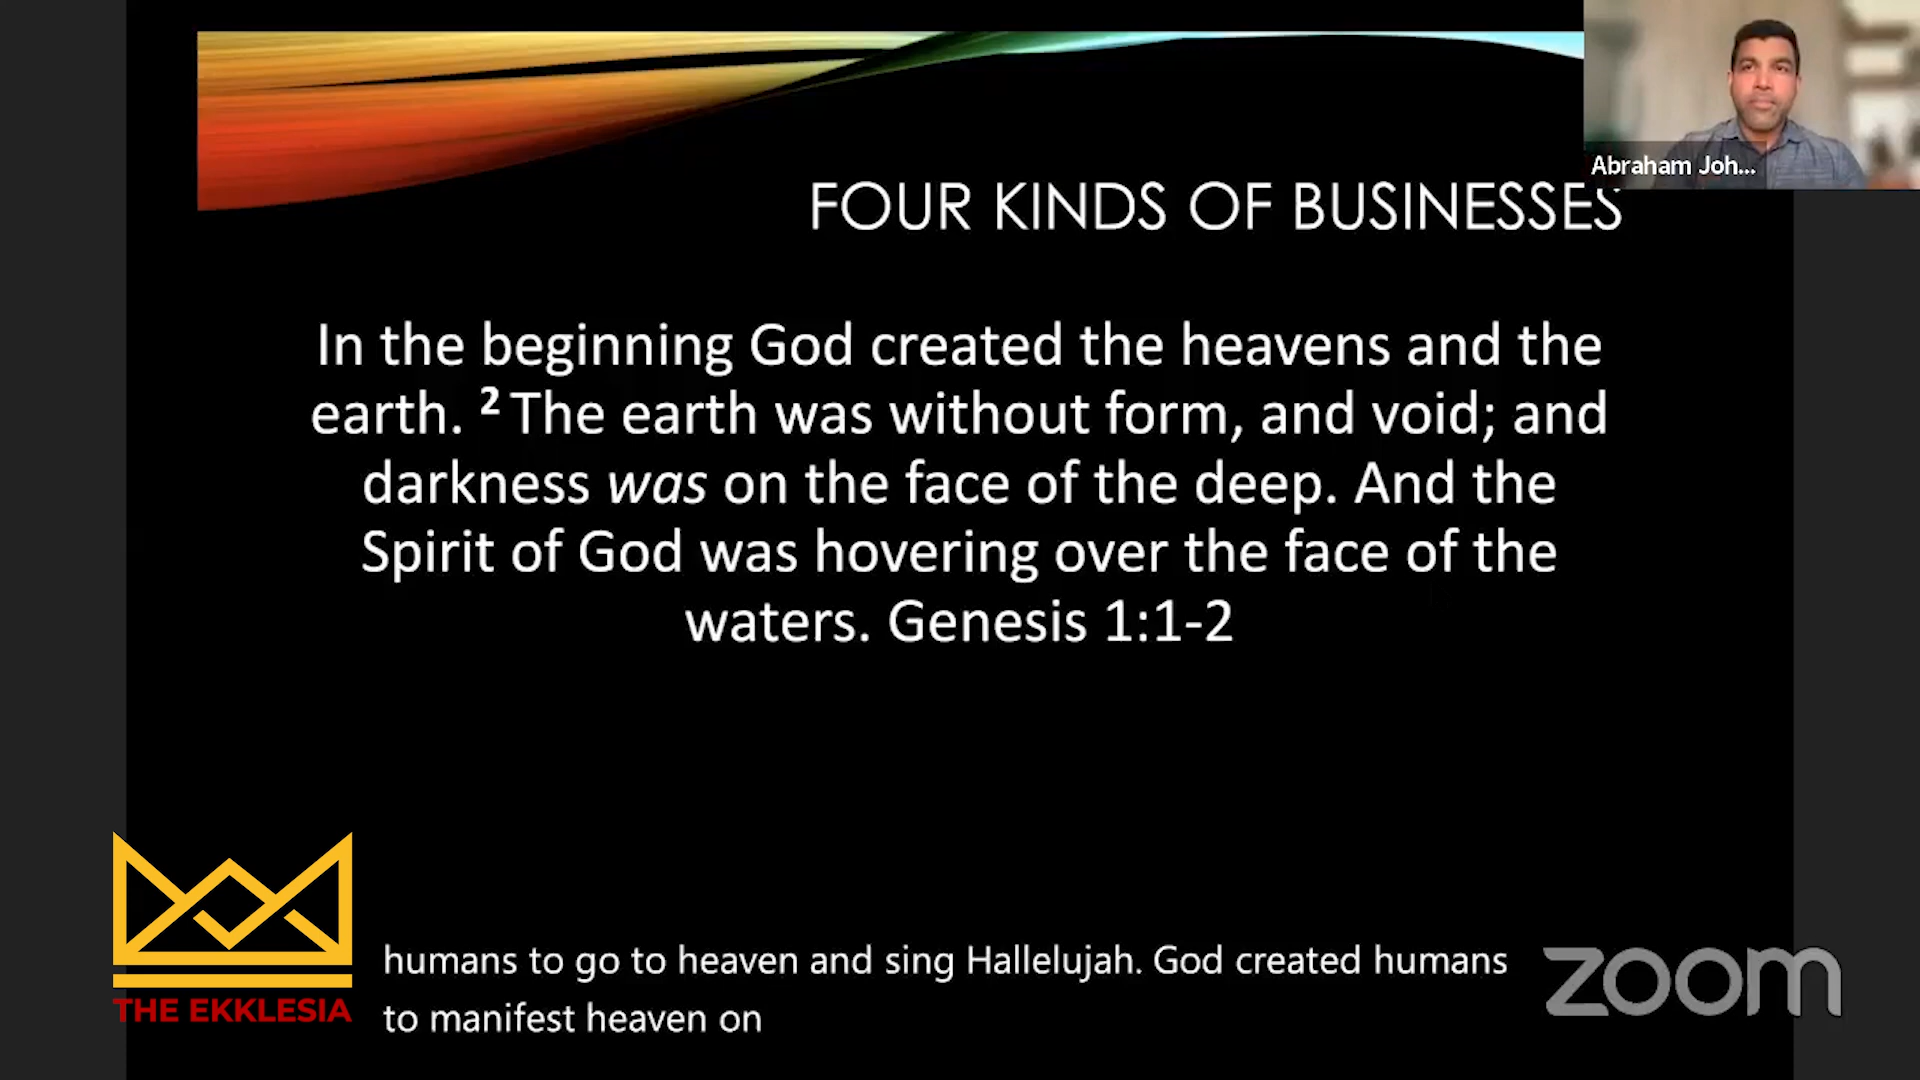 Abraham Joh...
FOUR KINDS OF BUSINESSES
In the beginning God created the heavens and the
earth. ² The earth was without form, and void; and
darkness was on the face of the deep. And the
Spirit of God was hovering over the face of the
waters. Genesis 1:1-2
THE EKKLESIA
humans to go to heaven and sing Hallelujah. God created humans
to manifest heaven on
zoom